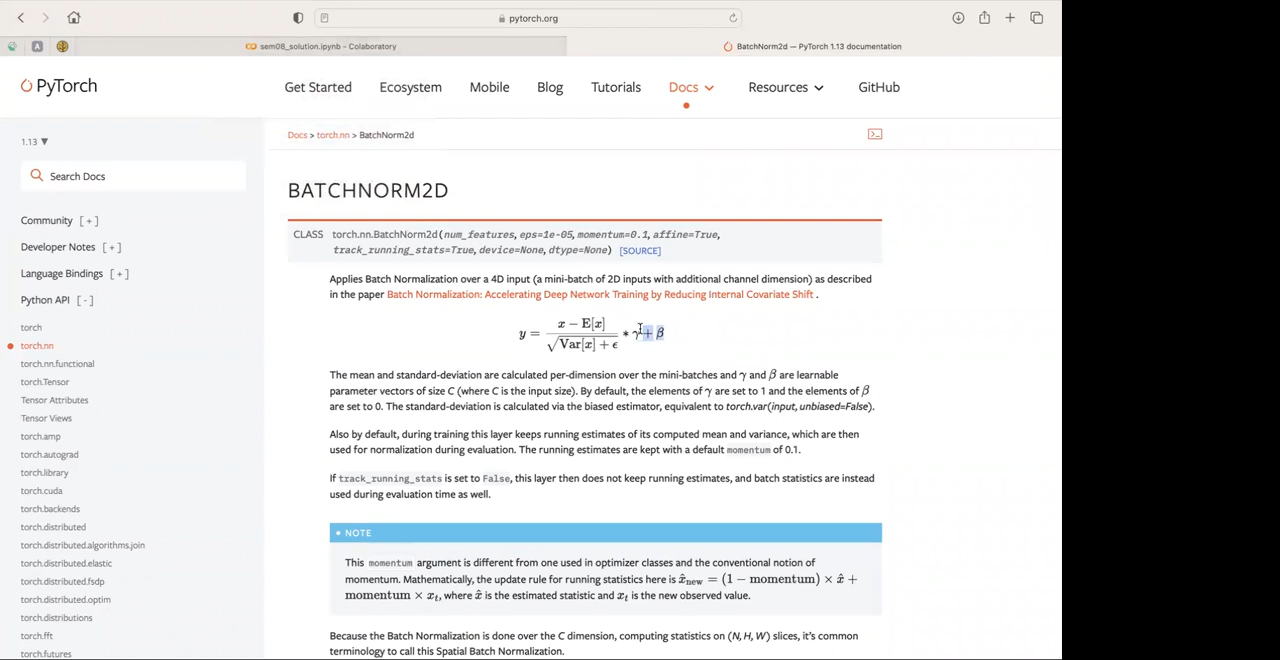 pytorch.org
sem08_solution.ipynb – Colaboratory
BatchNorm2d — PyTorch 1.13 documentation
PyTorch
Get Started Ecosystem Mobile Blog Tutorials Docs Resources GitHub
1.13 ▼
Search Docs
Community [ + ]
Developer Notes [ + ]
Language Bindings [ + ]
Python API [ - ]
torch
torch.nn
torch.nn.functional
torch.Tensor
Tensor Attributes
Tensor Views
torch.amp
torch.autograd
torch.library
torch.cuda
torch.backends
torch.distributed
torch.distributed.algorithms.join
torch.distributed.elastic
torch.distributed.fsdp
torch.distributed.optim
torch.distributions
torch.fft
torch.futures
Docs > torch.nn > BatchNorm2d
BATCHNORM2D
CLASS torch.nn.BatchNorm2d(num_features, eps=1e-05, momentum=0.1, affine=True,
track_running_stats=True, device=None, dtype=None) [SOURCE]
Applies Batch Normalization over a 4D input (a mini-batch of 2D inputs with additional channel dimension) as described
in the paper Batch Normalization: Accelerating Deep Network Training by Reducing Internal Covariate Shift .
y = (x − E[x]) / √(Var[x] + ϵ) * γ + β
The mean and standard-deviation are calculated per-dimension over the mini-batches and γ and β are learnable
parameter vectors of size C (where C is the input size). By default, the elements of γ are set to 1 and the elements of β
are set to 0. The standard-deviation is calculated via the biased estimator, equivalent to torch.var(input, unbiased=False).
Also by default, during training this layer keeps running estimates of its computed mean and variance, which are then
used for normalization during evaluation. The running estimates are kept with a default momentum of 0.1.
If track_running_stats is set to False, this layer then does not keep running estimates, and batch statistics are instead
used during evaluation time as well.
NOTE
This momentum argument is different from one used in optimizer classes and the conventional notion of
momentum. Mathematically, the update rule for running statistics here is x̂new = (1 − momentum) × x̂ +
momentum × xt, where x̂ is the estimated statistic and xt is the new observed value.
Because the Batch Normalization is done over the C dimension, computing statistics on (N, H, W) slices, it's common
terminology to call this Spatial Batch Normalization.